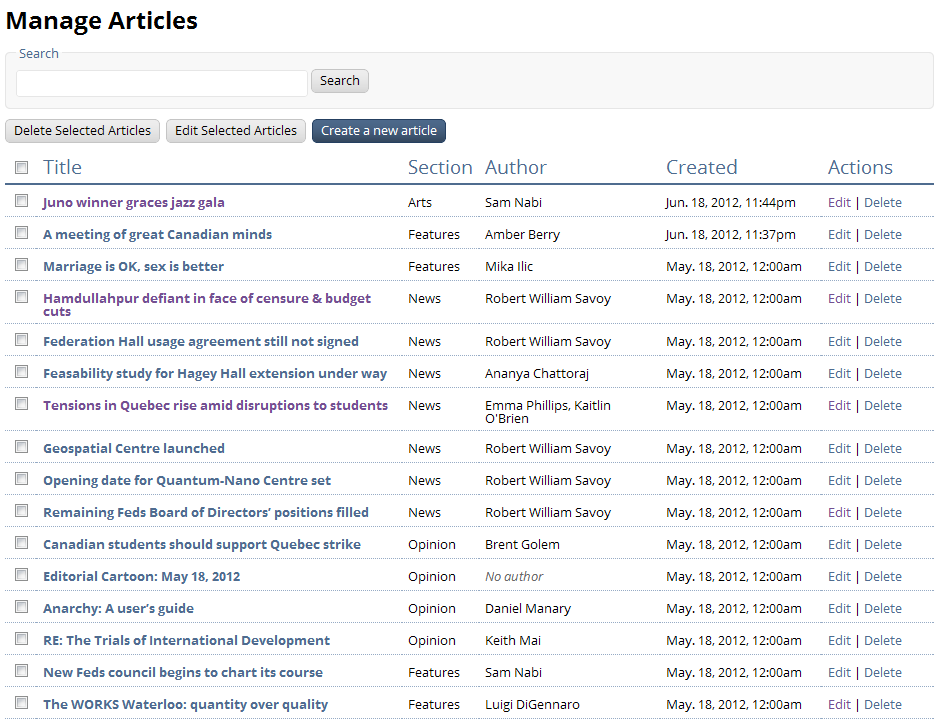 Manage Articles
Search
Search
Delete Selected Articles Edit Selected Articles Create a new article
Title Section Author Created Actions
Juno winner graces jazz gala Arts Sam Nabi Jun. 18, 2012, 11:44pm Edit | Delete
A meeting of great Canadian minds Features Amber Berry Jun. 18, 2012, 11:37pm Edit | Delete
Marriage is OK, sex is better Features Mika Ilic May. 18, 2012, 12:00am Edit | Delete
Hamdullahpur defiant in face of censure & budget News Robert William Savoy May. 18, 2012, 12:00am Edit | Delete
cuts
Federation Hall usage agreement still not signed News Robert William Savoy May. 18, 2012, 12:00am Edit | Delete
Feasability study for Hagey Hall extension under way News Ananya Chattoraj May. 18, 2012, 12:00am Edit | Delete
Tensions in Quebec rise amid disruptions to students News Emma Phillips, Kaitlin May. 18, 2012, 12:00am Edit | Delete
O'Brien
Geospatial Centre launched News Robert William Savoy May. 18, 2012, 12:00am Edit | Delete
Opening date for Quantum-Nano Centre set News Robert William Savoy May. 18, 2012, 12:00am Edit | Delete
Remaining Feds Board of Directors’ positions filled News Robert William Savoy May. 18, 2012, 12:00am Edit | Delete
Canadian students should support Quebec strike Opinion Brent Golem May. 18, 2012, 12:00am Edit | Delete
Editorial Cartoon: May 18, 2012 Opinion No author May. 18, 2012, 12:00am Edit | Delete
Anarchy: A user’s guide Opinion Daniel Manary May. 18, 2012, 12:00am Edit | Delete
RE: The Trials of International Development Opinion Keith Mai May. 18, 2012, 12:00am Edit | Delete
New Feds council begins to chart its course Features Sam Nabi May. 18, 2012, 12:00am Edit | Delete
The WORKS Waterloo: quantity over quality Features Luigi DiGennaro May. 18, 2012, 12:00am Edit | Delete